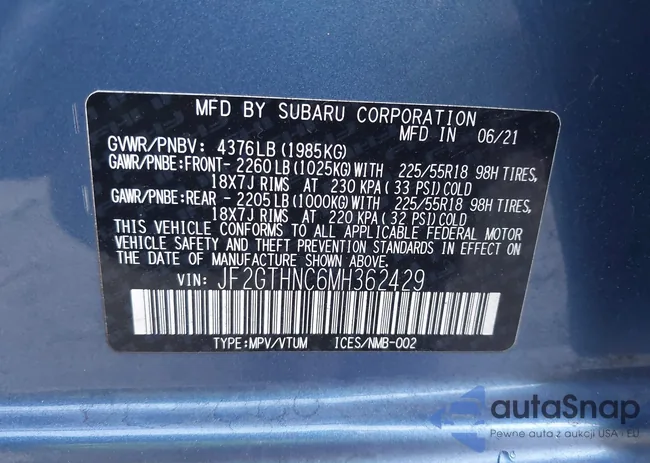 MFD BY SUBARU CORPORATION
MFD IN 06/21
GVWR/PNBV: 4376LB(1985KG)
GAWR/PNBE:FRONT-2260LB(1025KG)WITH 225/55R18 98H TIRES,
18X7J RIMS AT 230 KPA(33 PSI)COLD
GAWR/PNBE:REAR -2205LB(1000KG)WITH 225/55R18 98H TIRES,
18X7J RIMS AT 220 KPA(32 PSI)COLD
THIS VEHICLE CONFORMS TO ALL APPLICABLE FEDERAL MOTOR
VEHICLE SAFETY AND THEFT PREVENTION STANDARDS IN EFFECT ON
THE DATE OF MANUFACTURE SHOWN ABOVE.
VIN: JF2GTHNC6MH362429
TYPE:MPV/VTUM ICES/NMB-002
autaSnap
Pewne auto z aukcji USA i EU